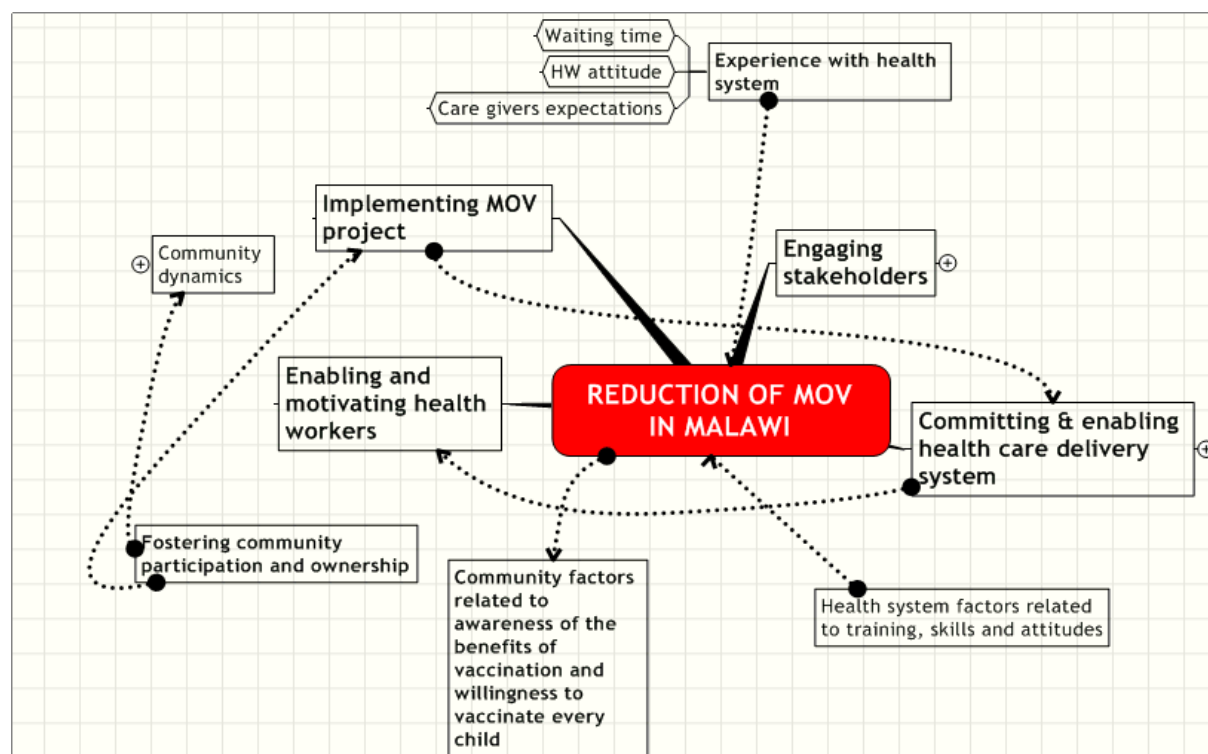 Waiting time
HW attitude
Care givers expectations
Experience with health
system
Implementing MOV
project
Community
dynamics
Engaging
stakeholders
Enabling and
motivating health
workers
REDUCTION OF MOV
IN MALAWI
Committing & enabling
health care delivery
system
Fostering community
participation and ownership
Community factors
related to
awareness of the
benefits of
vaccination and
willingness to
vaccinate every
child
Health system factors related
to training, skills and attitudes